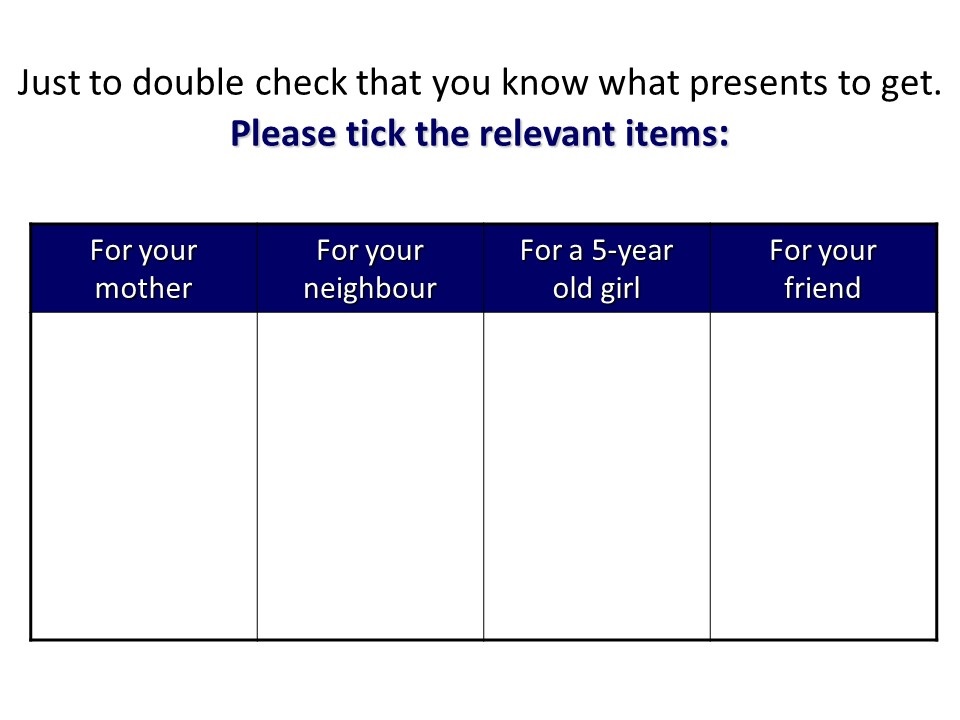 Just to double check that you know what presents to get.
Please tick the relevant items:
For your
mother
For your
neighbour
For a 5-year
old girl
For your
friend